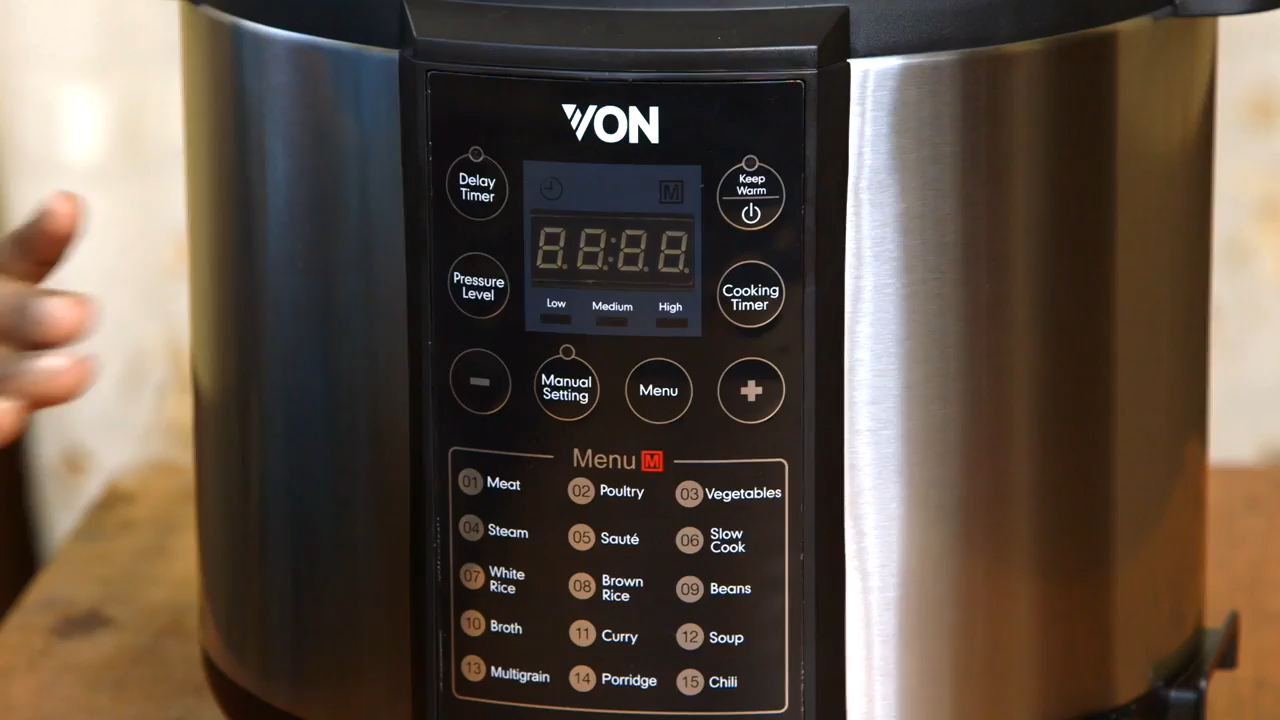 VON
Delay
Timer
Keep
Warm
M
88:88
Pressure
Level
Cooking
Timer
Low Medium High
-
Manual
Setting
Menu
+
Menu M
01 Meat
02 Poultry
03 Vegetables
04 Steam
05 Sauté
06 Slow
Cook
07 White
Rice
08 Brown
Rice
09 Beans
10 Broth
11 Curry
12 Soup
13 Multigrain
14 Porridge
15 Chili